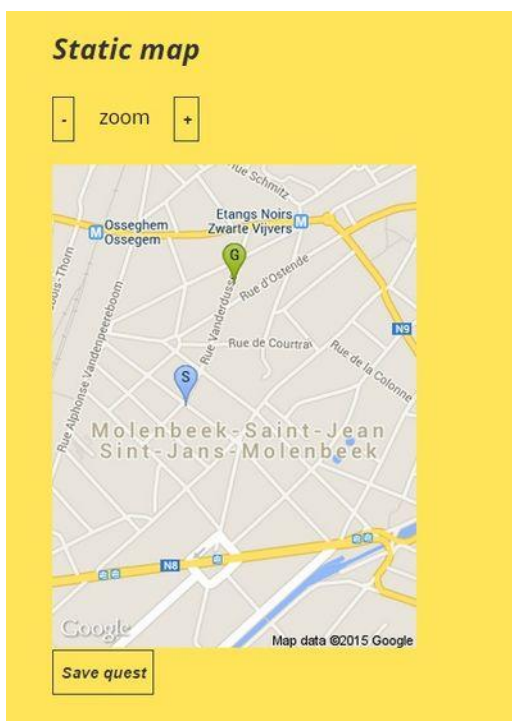 Static map
- zoom +
Rue Schmitz
Etangs Noirs
Zwarte Vijvers
M
Osseghem
Ossegem
M
G
Rue d'Ostende
Rue Vanderduss
N9
Rue de Courtrai
Rue de la Colonne
S
Rue Alphonse Vandenpeereboom
Molenbeek-Saint-Jean
Sint-Jans-Molenbeek
N8
Google
Map data ©2015 Google
Save quest